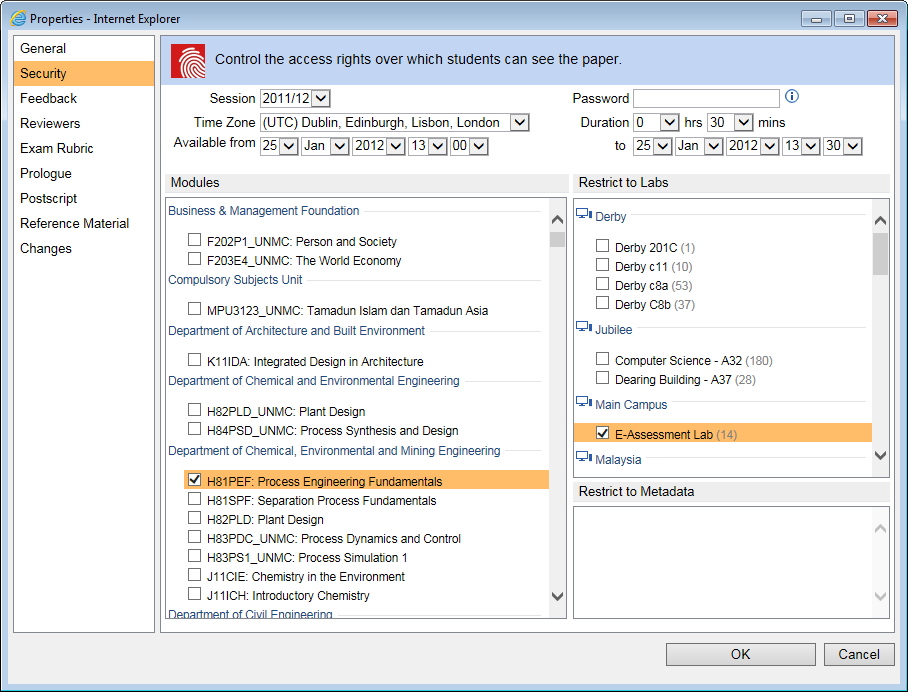 Properties - Internet Explorer
General
Security
Feedback
Reviewers
Exam Rubric
Prologue
Postscript
Reference Material
Changes
Control the access rights over which students can see the paper.
Session 2011/12
Time Zone (UTC) Dublin, Edinburgh, Lisbon, London
Available from 25 Jan 2012 13 00
Password
Duration 0 hrs 30 mins
to 25 Jan 2012 13 30
Modules
Business & Management Foundation
F202P1_UNMC: Person and Society
F203E4_UNMC: The World Economy
Compulsory Subjects Unit
MPU3123_UNMC: Tamadun Islam dan Tamadun Asia
Department of Architecture and Built Environment
K11IDA: Integrated Design in Architecture
Department of Chemical and Environmental Engineering
H82PLD_UNMC: Plant Design
H84PSD_UNMC: Process Synthesis and Design
Department of Chemical, Environmental and Mining Engineering
H81PEF: Process Engineering Fundamentals
H81SPF: Separation Process Fundamentals
H82PLD: Plant Design
H83PDC_UNMC: Process Dynamics and Control
H83PS1_UNMC: Process Simulation 1
J11CIE: Chemistry in the Environment
J11ICH: Introductory Chemistry
Department of Civil Engineering
Restrict to Labs
Derby
Derby 201C (1)
Derby c11 (10)
Derby c8a (53)
Derby C8b (37)
Jubilee
Computer Science - A32 (180)
Dearing Building - A37 (28)
Main Campus
E-Assessment Lab (14)
Malaysia
Restrict to Metadata
OK
Cancel